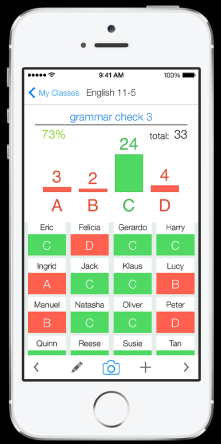 9:41 AM 100%
My Classes English 11-5
grammar check 3
73% 24 total: 33
3 2 4
A B C D
Eric Felicia Gerardo Harry
C D C C
Ingrid Jack Klaus Lucy
A C C B
Manuel Natasha Oliver Peter
B C C D
Quinn Reese Susie Tan